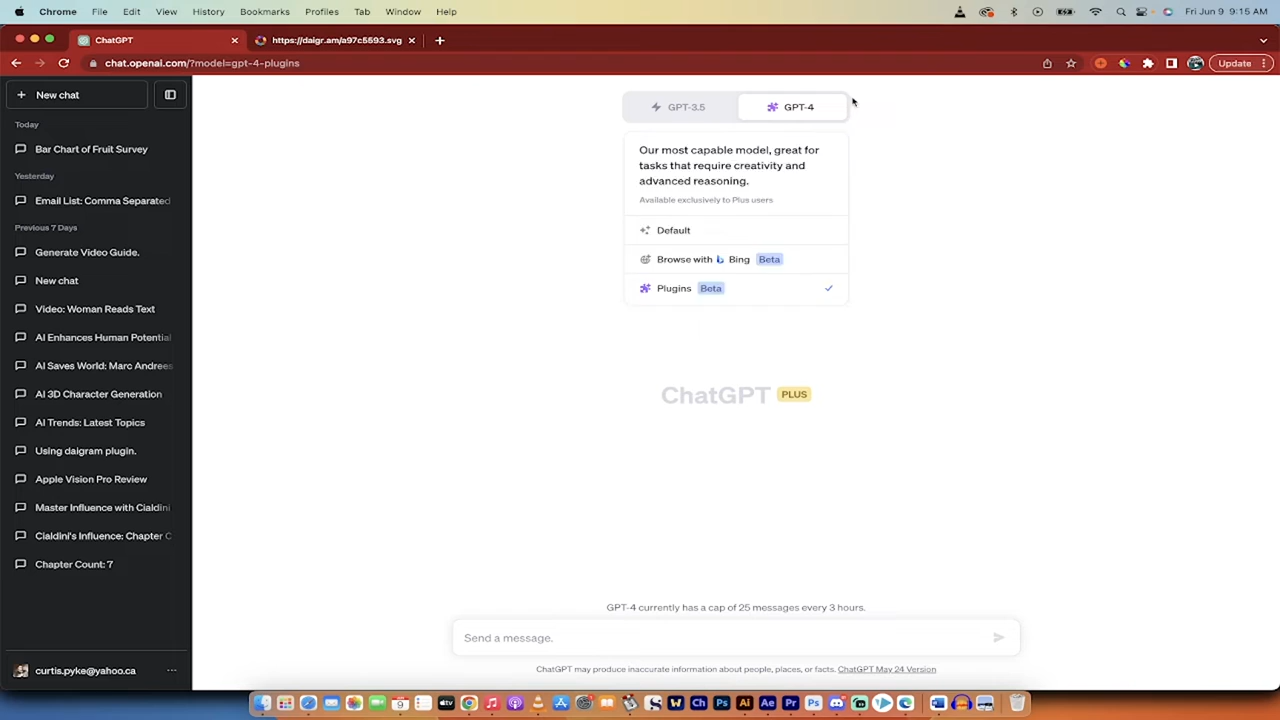 Chrome File Edit View History Bookmarks Profiles Tab Window Help Fri Jun 9 9:15 AM
ChatGPT https://daigr.am/a97c5593.svg
chat.openai.com/?model=gpt-4-plugins Update
New chat
Today
Bar Chart of Fruit Survey
Yesterday
Email List: Comma Separated
Previous 7 Days
Generate Video Guide.
New chat
Video: Woman Reads Text
AI Enhances Human Potential
AI Saves World: Marc Andrees
AI 3D Character Generation
AI Trends: Latest Topics
Using daigram plugin.
Apple Vision Pro Review
Master Influence with Cialdini
Cialdini's Influence: Chapter C
Chapter Count: 7
curtis.pyke@yahoo.ca
GPT-3.5 GPT-4
Our most capable model, great for
tasks that require creativity and
advanced reasoning.
Available exclusively to Plus users
Default
Browse with Bing Beta
Plugins Beta
ChatGPT PLUS
GPT-4 currently has a cap of 25 messages every 3 hours.
Send a message.
ChatGPT may produce inaccurate information about people, places, or facts. ChatGPT May 24 Version
9 W Ch Ps Ai Ae Pr Ps